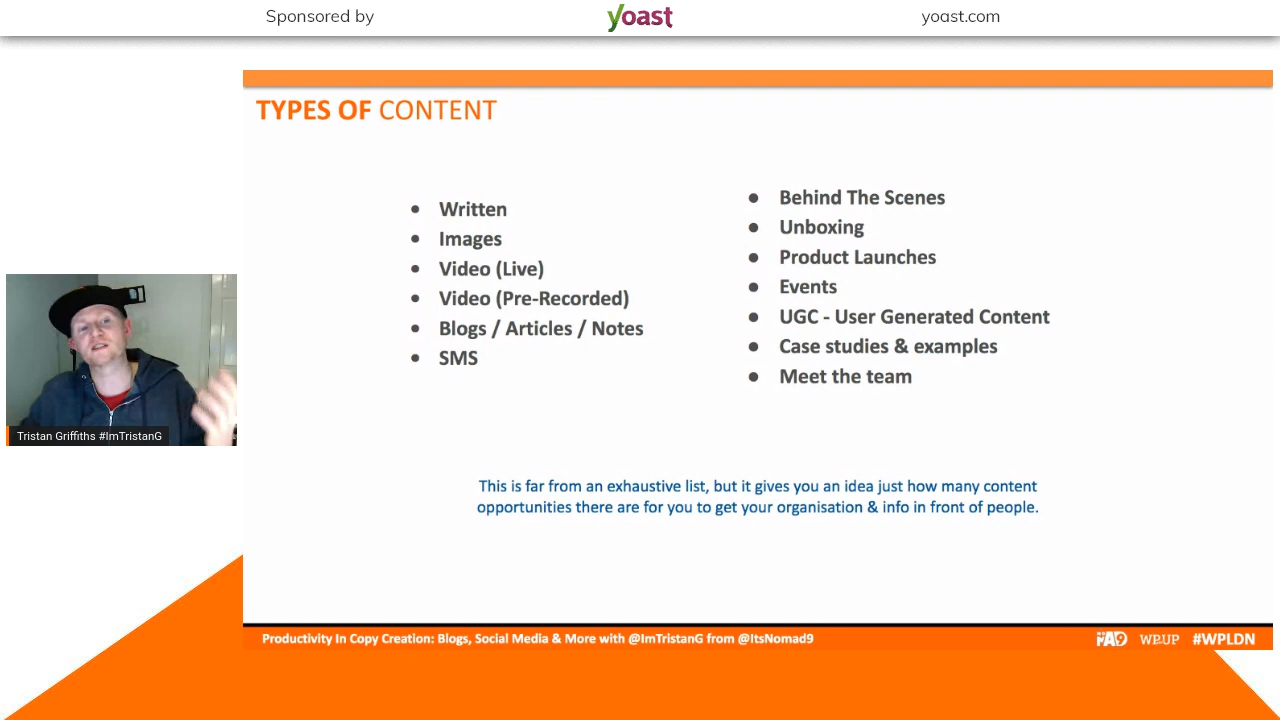 Sponsored by
yoast
yoast.com
TYPES OF CONTENT
Written
Images
Video (Live)
Video (Pre-Recorded)
Blogs / Articles / Notes
SMS
Behind The Scenes
Unboxing
Product Launches
Events
UGC - User Generated Content
Case studies & examples
Meet the team
Tristan Griffiths #ImTristanG
This is far from an exhaustive list, but it gives you an idea just how many content
opportunities there are for you to get your organisation & info in front of people.
Productivity In Copy Creation: Blogs, Social Media & More with @ImTristanG from @ItsNomad9
WP&UP
#WPLDN